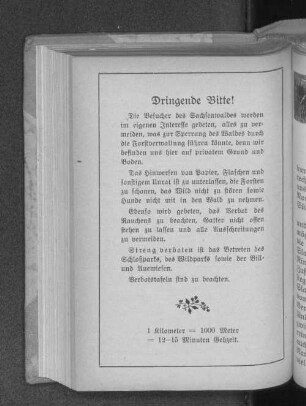 Dringende Bitte!
Die Besucher des Sachsenwaldes werden
im eigenen Interesse gebeten, alles zu ver-
meiden, was zur Sperrung des Waldes durch
die Forstverwaltung führen könnte, denn wir
befinden uns hier auf privatem Grund und
Boden.
Das Hinwerfen von Papier, Flaschen und
sonstigem Unrat ist zu unterlassen, die Forsten
zu schonen, das Wild nicht zu stören sowie
Hunde nicht mit in den Wald zu nehmen.
Ebenso wird gebeten, das Verbot des
Rauchens zu beachten, Gatter nicht offen
stehen zu lassen und alle Ausschreitungen
zu vermeiden.
Streng verboten ist das Betreten des
Schloßparks, des Wildparks sowie der Bill-
und Auewiesen.
Verbotstafeln sind zu beachten.
1 Kilometer = 1000 Meter
= 12–15 Minuten Gehzeit.